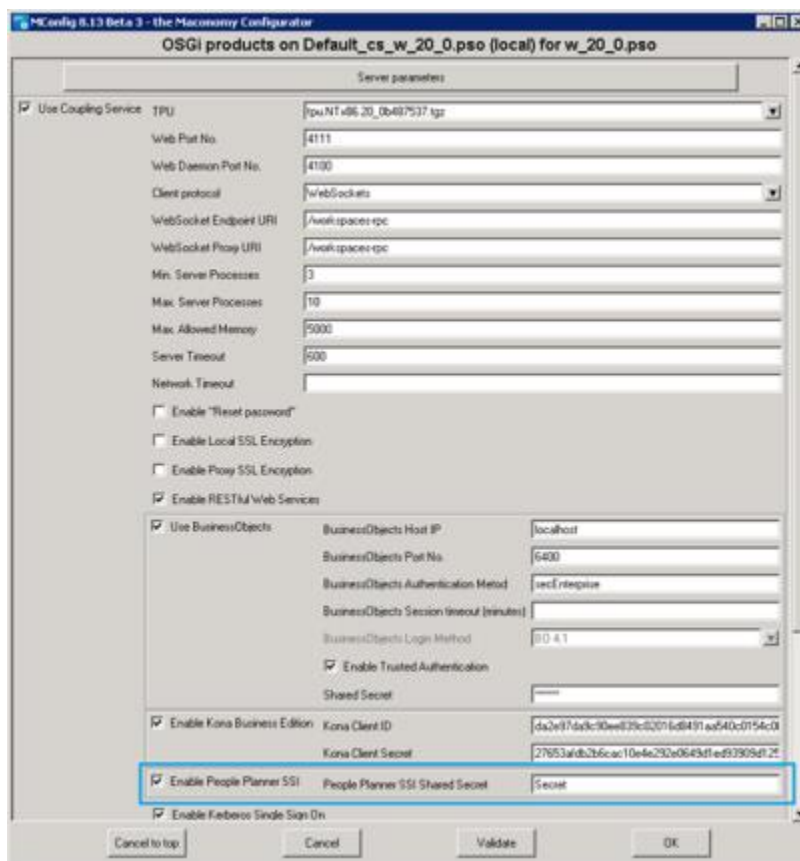 MConfig 8.13 Beta 3 - the Maconomy Configurator
OSGi products on Default_cs_w_20_0.pso (local) for w_20_0.pso
Server parameters
Use Coupling Service TPU tpu.NTx86.20_0b487537.tgz
Web Port No. 4111
Web Daemon Port No. 4100
Client protocol WebSockets
WebSocket Endpoint URI /workspaces-rpc
WebSocket Proxy URI /workspaces-rpc
Min. Server Processes 3
Max. Server Processes 10
Max. Allowed Memory 5000
Server Timeout 600
Network Timeout
Enable "Reset password"
Enable Local SSL Encryption
Enable Proxy SSL Encryption
Enable RESTful Web Services
Use BusinessObjects BusinessObjects Host IP localhost
BusinessObjects Port No. 6400
BusinessObjects Authentication Metod secEnterprise
BusinessObjects Session timeout (minutes)
BusinessObjects Login Method BO 4.1
Enable Trusted Authentication
Shared Secret ******
Enable Kona Business Edition Kona Client ID
Kona Client Secret
Enable People Planner SSI People Planner SSI Shared Secret Secret
Enable Kerberos Single Sign On
Cancel to top Cancel Validate OK